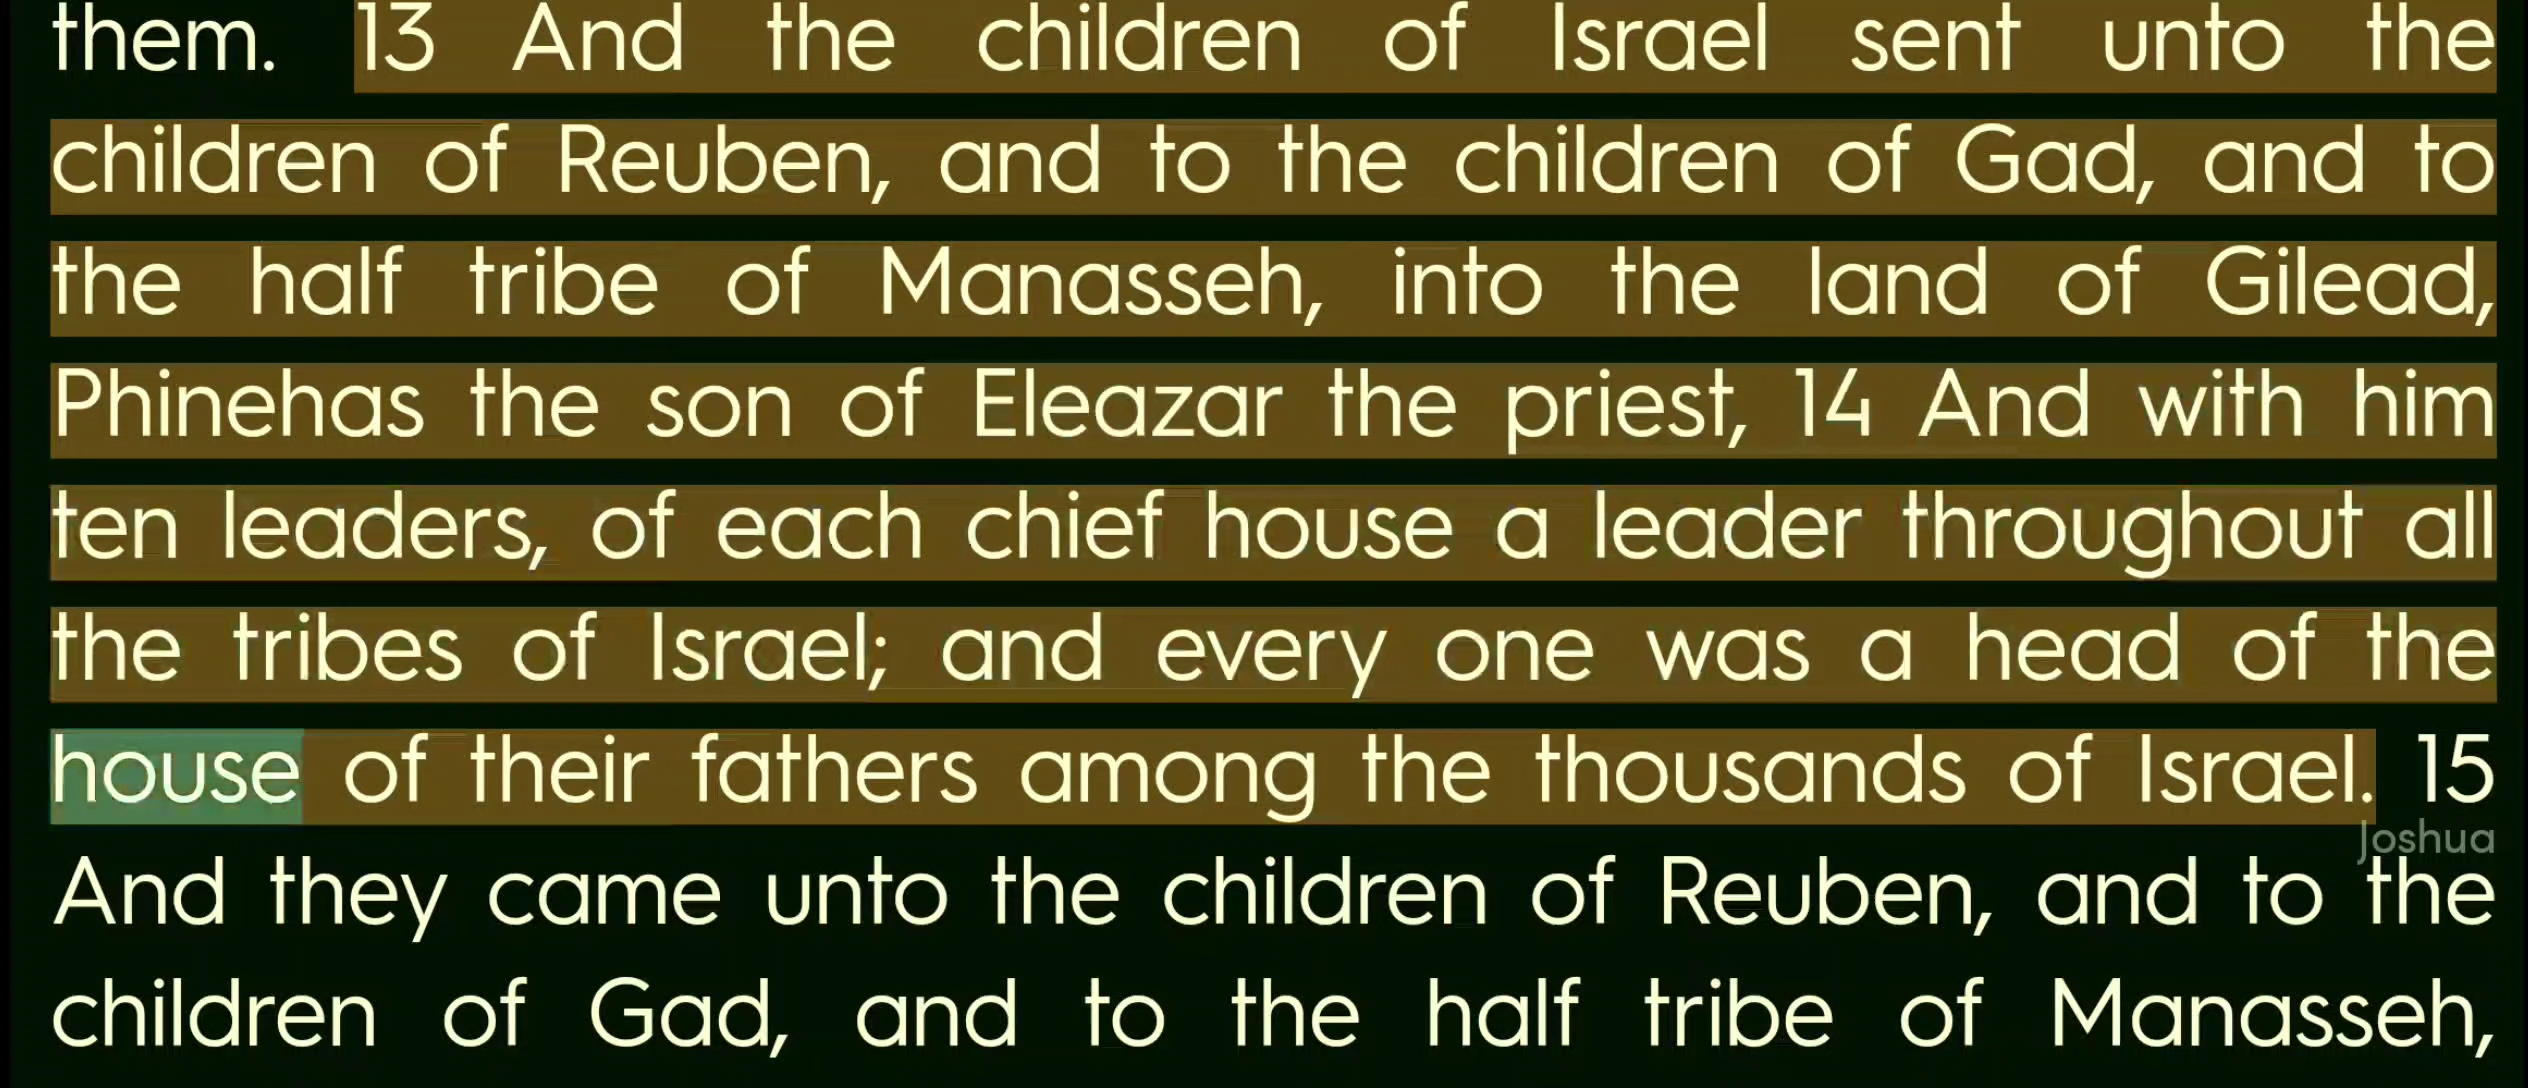 them. 13 And the children of Israel sent unto the
children of Reuben, and to the children of Gad, and to
the half tribe of Manasseh, into the land of Gilead,
Phinehas the son of Eleazar the priest, 14 And with him
ten leaders, of each chief house a leader throughout all
the tribes of Israel; and every one was a head of the
house of their fathers among the thousands of Israel. 15
Joshua
And they came unto the children of Reuben, and to the
children of Gad, and to the half tribe of Manasseh,